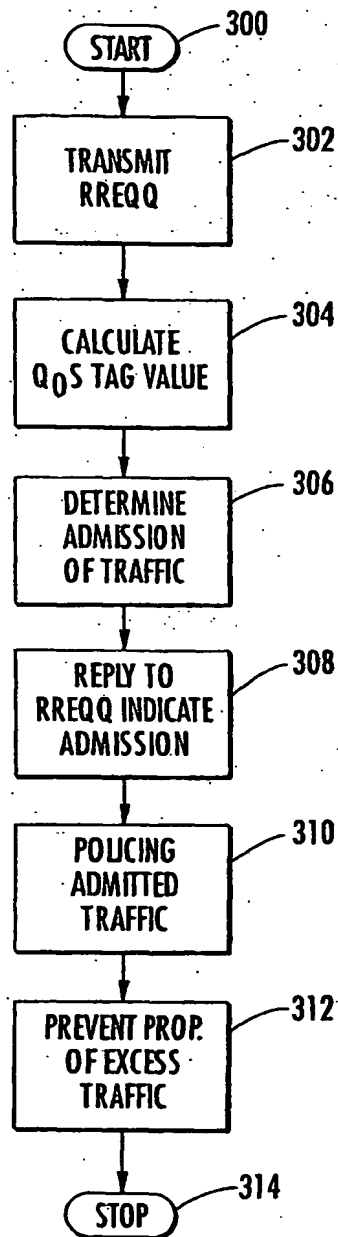 START
300
TRANSMIT
RREQQ
302
CALCULATE
QOS TAG VALUE
304
DETERMINE
ADMISSION
OF TRAFFIC
306
REPLY TO
RREQQ INDICATE
ADMISSION
308
POLICING
ADMITTED
TRAFFIC
310
PREVENT PROP.
OF EXCESS
TRAFFIC
312
STOP
314